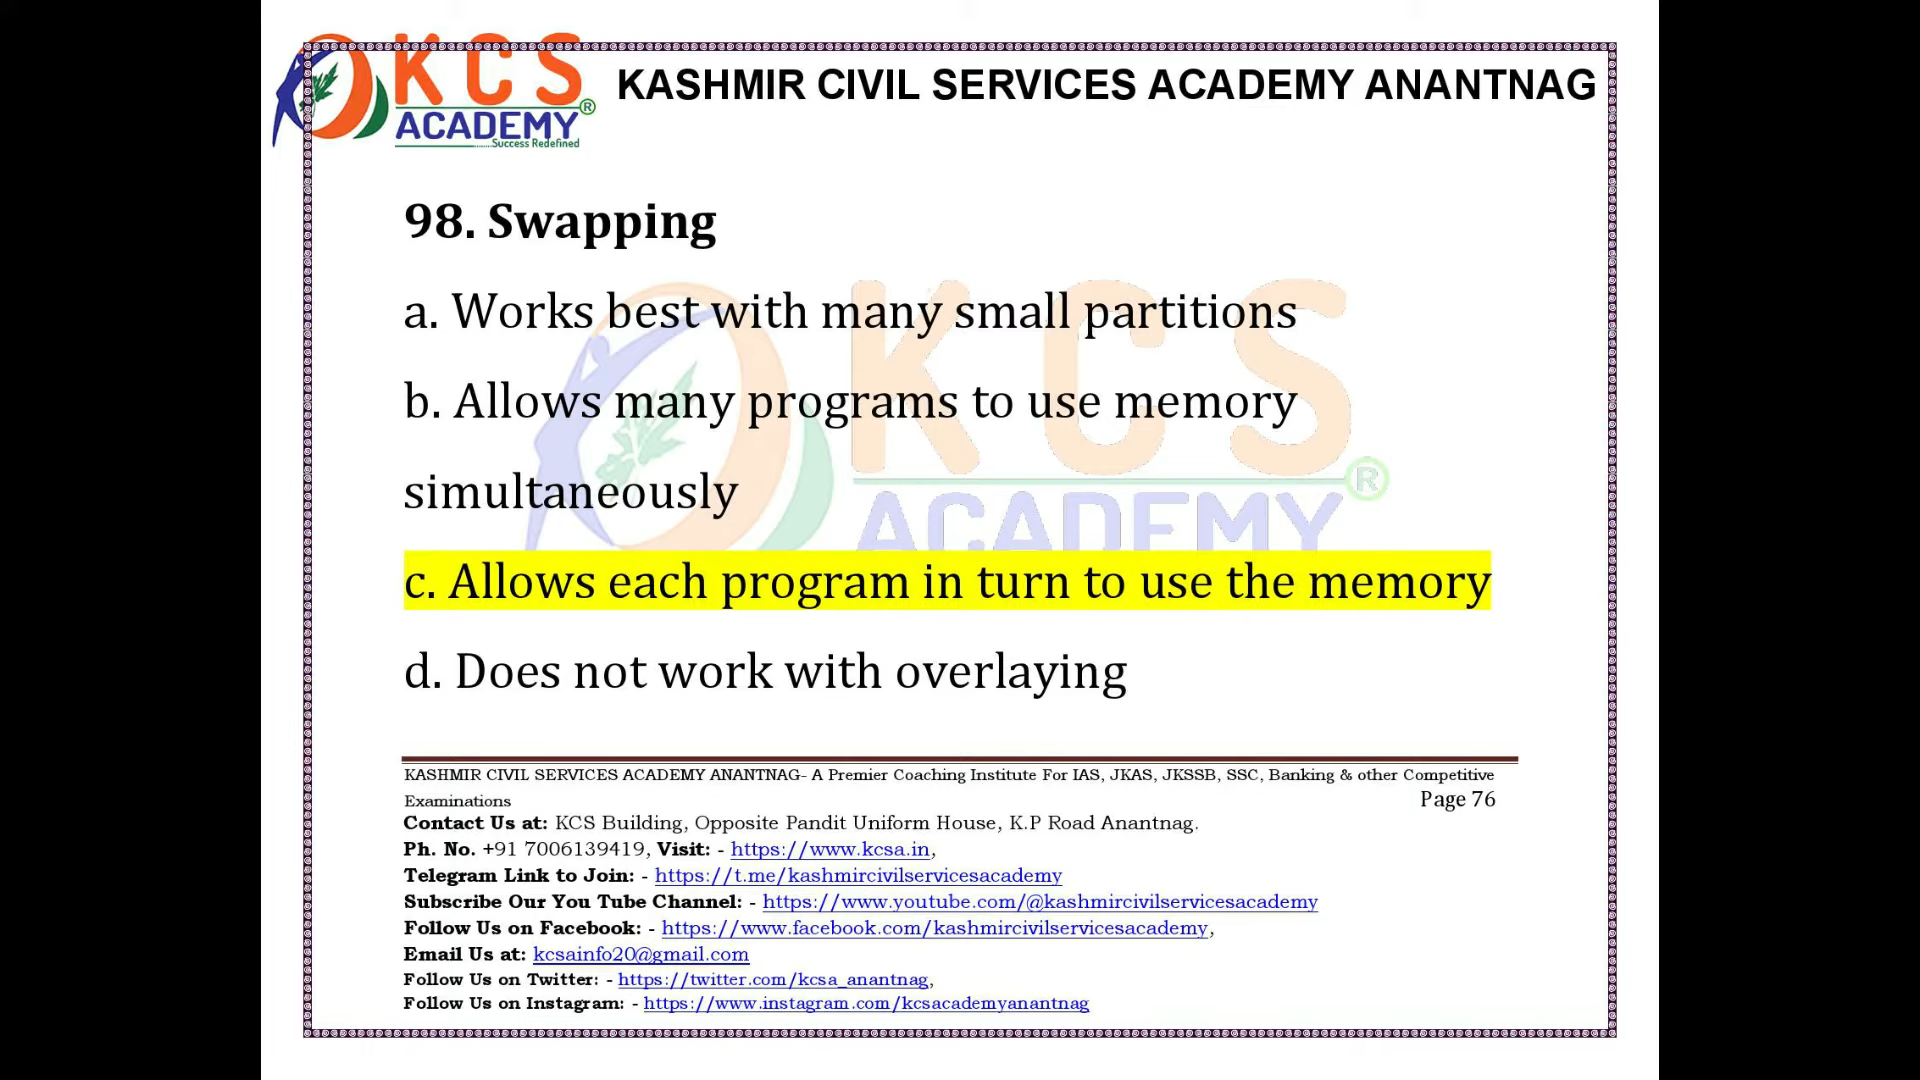 KCS
ACADEMY
®
Success Redefined
KASHMIR CIVIL SERVICES ACADEMY ANANTNAG
98. Swapping
a. Works best with many small partitions
b. Allows many programs to use memory
simultaneously
c. Allows each program in turn to use the memory
d. Does not work with overlaying
KCS
ACADEMY
®
KASHMIR CIVIL SERVICES ACADEMY ANANTNAG- A Premier Coaching Institute For IAS, JKAS, JKSSB, SSC, Banking & other Competitive
Examinations Page 76
Contact Us at: KCS Building, Opposite Pandit Uniform House, K.P Road Anantnag.
Ph. No. +91 7006139419, Visit: - https://www.kcsa.in,
Telegram Link to Join: - https://t.me/kashmircivilservicesacademy
Subscribe Our You Tube Channel: - https://www.youtube.com/@kashmircivilservicesacademy
Follow Us on Facebook: - https://www.facebook.com/kashmircivilservicesacademy,
Email Us at: kcsainfo20@gmail.com
Follow Us on Twitter: - https://twitter.com/kcsa_anantnag,
Follow Us on Instagram: - https://www.instagram.com/kcsacademyanantnag